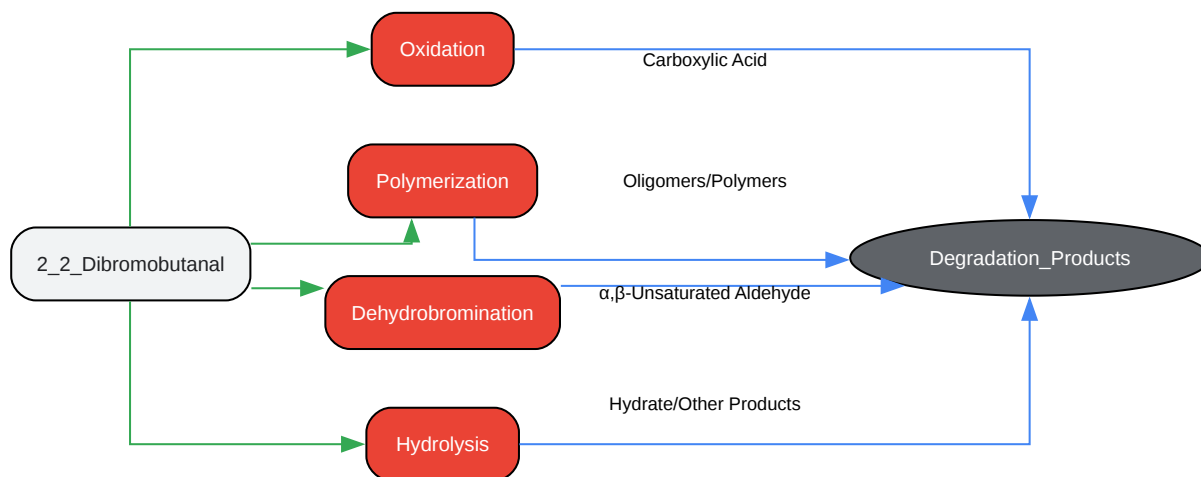 Oxidation
Carboxylic Acid
Polymerization
Oligomers/Polymers
2_2_Dibromobutanal
Degradation_Products
Dehydrobromination
α,β-Unsaturated Aldehyde
Hydrolysis
Hydrate/Other Products